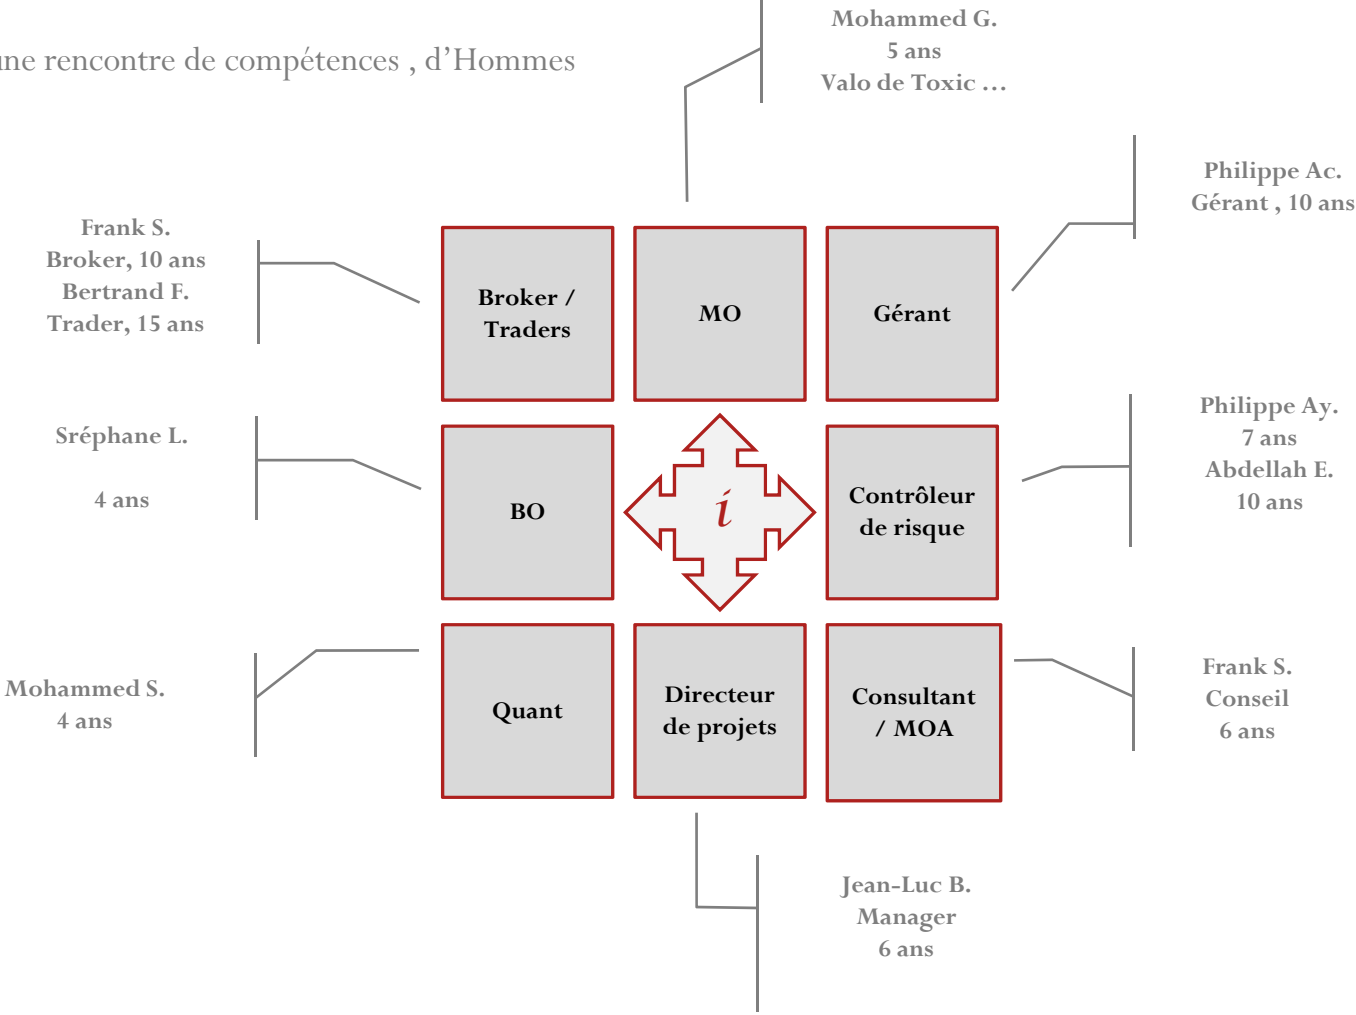 une rencontre de compétences , d’Hommes
Mohammed G.
5 ans
Valo de Toxic …
Philippe Ac.
Gérant , 10 ans
Frank S.
Broker, 10 ans
Bertrand F.
Trader, 15 ans
Broker /
Traders
MO
Gérant
Philippe Ay.
7 ans
Abdellah E.
10 ans
Sréphane L.
4 ans
BO
i
Contrôleur
de risque
Mohammed S.
4 ans
Quant
Directeur
de projets
Consultant
/ MOA
Frank S.
Conseil
6 ans
Jean-Luc B.
Manager
6 ans